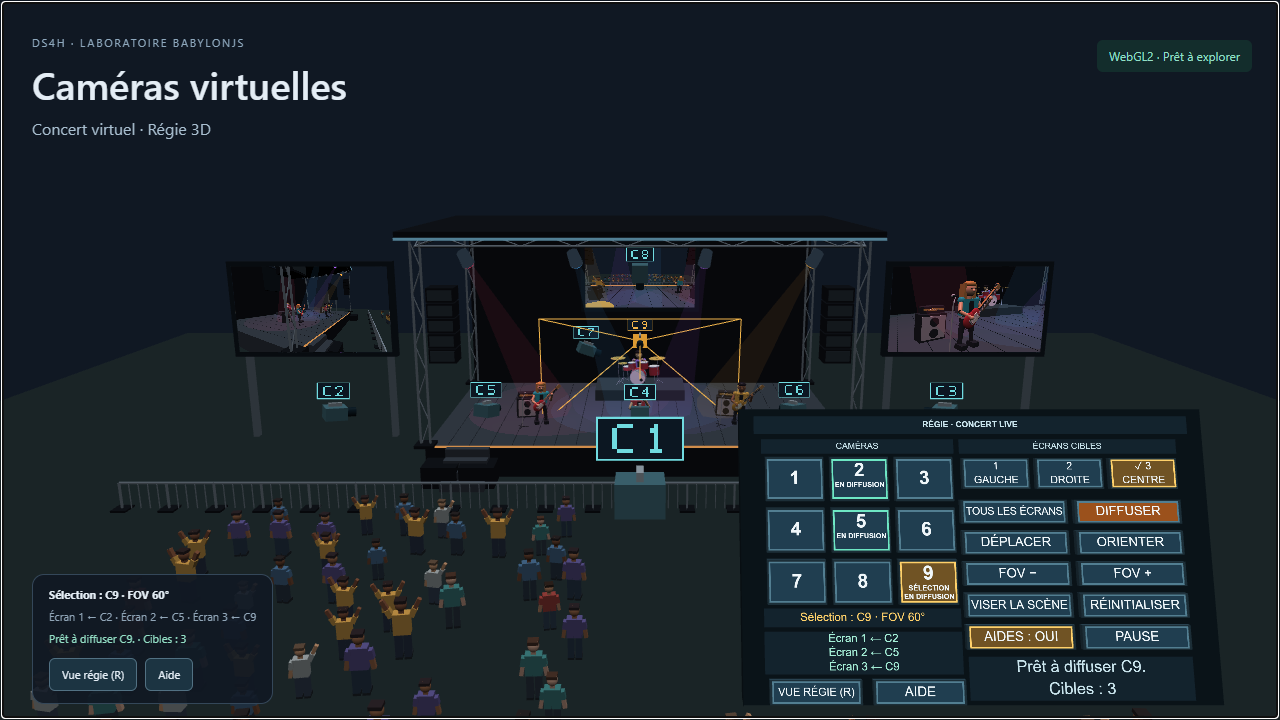 DS4H · LABORATOIRE BABYLONJS
Caméras virtuelles
Concert virtuel · Régie 3D
WebGL2 · Prêt à explorer
C8
C9
C7
C2
C5
C4
C6
C3
C1
RÉGIE · CONCERT LIVE
CAMÉRAS
ÉCRANS CIBLES
1
2
EN DIFFUSION
3
1
GAUCHE
2
DROITE
√ 3
CENTRE
4
5
EN DIFFUSION
6
TOUS LES ÉCRANS
DIFFUSER
DÉPLACER
ORIENTER
7
8
9
SÉLECTION
EN DIFFUSION
FOV −
FOV +
VISER LA SCÈNE
RÉINITIALISER
Sélection : C9 · FOV 60°
AIDES : OUI
PAUSE
Écran 1 ← C2
Écran 2 ← C5
Écran 3 ← C9
Prêt à diffuser C9.
Cibles : 3
VUE RÉGIE (R)
AIDE
Sélection : C9 · FOV 60°
Écran 1 ← C2 · Écran 2 ← C5 · Écran 3 ← C9
Prêt à diffuser C9. · Cibles : 3
Vue régie (R)
Aide